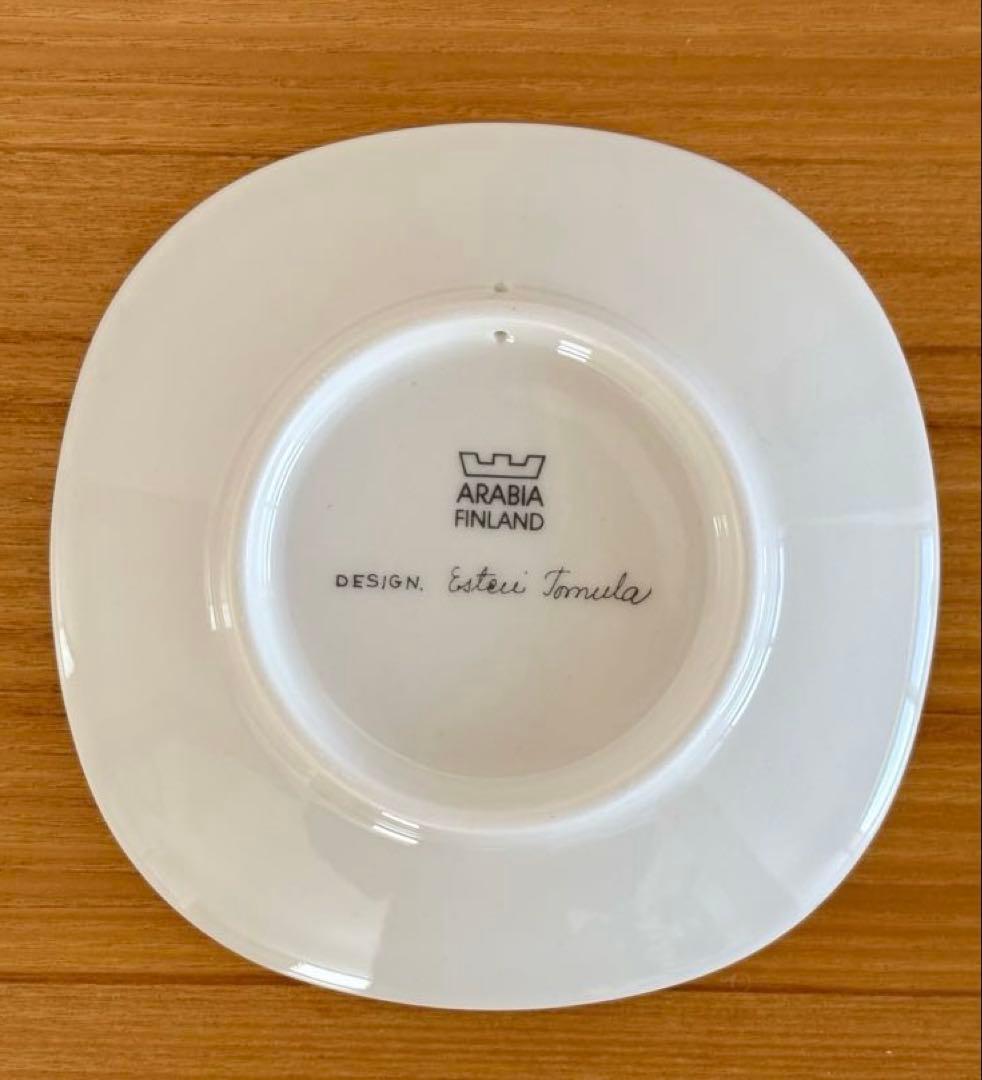 ARABIA
FINLAND
DESIGN. Esteri Tomula